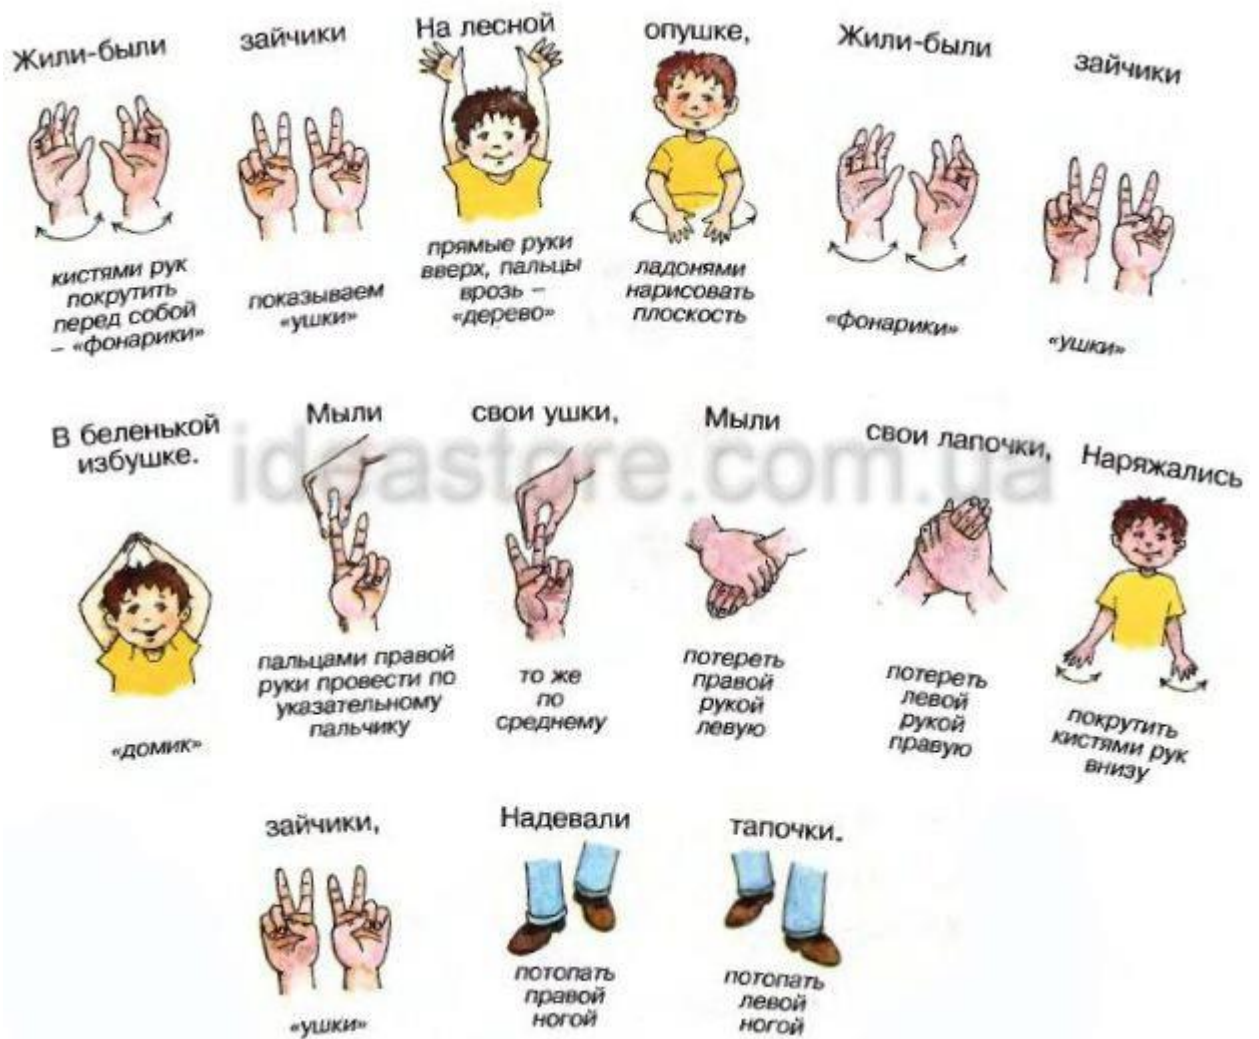 Жили-были
зайчики
На лесной
опушке,
Жили-были
зайчики
кистями рук
покрутить
перед собой
– «фонарики»
показываем
«ушки»
прямые руки
вверх, пальцы
врозь –
«дерево»
ладонями
нарисовать
плоскость
«фонарики»
«ушки»
В беленькой
избушке.
Мыли
свои ушки,
Мыли
свои лапочки,
Наряжались
ideastore.com.ua
«домик»
пальцами правой
руки провести по
указательному
пальчику
то же
по
среднему
потереть
правой
рукой
левую
потереть
левой
рукой
правую
покрутить
кистями рук
внизу
зайчики,
Надевали
тапочки.
«ушки»
потопать
правой
ногой
потопать
левой
ногой